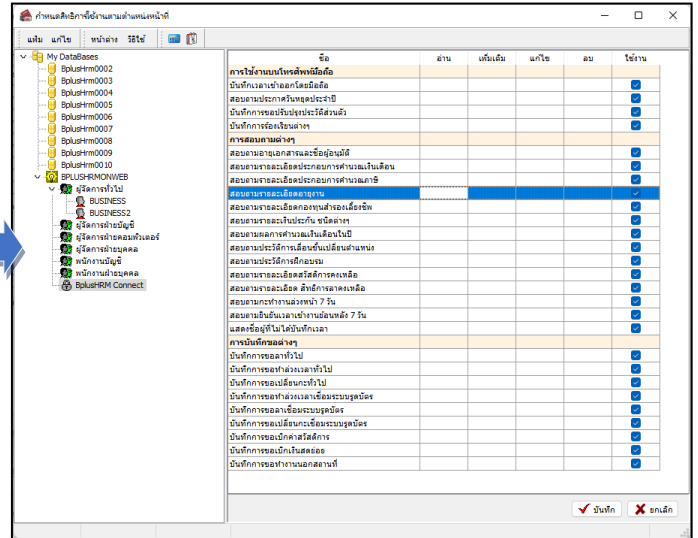 กำหนดสิทธิการใช้งานตามตำแหน่งหน้าที่
แฟ้ม แก้ไข หน้าต่าง วิธีใช้
My DataBases
BplusHrm0002
BplusHrm0003
BplusHrm0004
BplusHrm0005
BplusHrm0006
BplusHrm0007
BplusHrm0008
BplusHrm0009
BplusHrm0010
BPLUSHRMONWEB
ผู้จัดการทั่วไป
BUSINESS
BUSINESS2
ผู้จัดการฝ่ายบัญชี
ผู้จัดการฝ่ายคอมพิวเตอร์
ผู้จัดการฝ่ายบุคคล
พนักงานบัญชี
พนักงานฝ่ายบุคคล
BplusHRM Connect
ชื่อ อ่าน เพิ่มเติม แก้ไข ลบ ใช้งาน
การใช้งานบนโทรศัพท์มือถือ
บันทึกเวลาเข้าออกโดยมือถือ
สอบถามประกาศวันหยุดประจำปี
บันทึกการขอปรับปรุงประวัติส่วนตัว
บันทึกการร้องเรียนต่างๆ
การสอบถามต่างๆ
สอบถามอายุเอกสารและชื่อผู้อนุมัติ
สอบถามรายละเอียดประกอบการคำนวณเงินเดือน
สอบถามรายละเอียดประกอบการคำนวณภาษี
สอบถามรายละเอียดอายุงาน
สอบถามรายละเอียดกองทุนสำรองเลี้ยงชีพ
สอบถามรายละเงินประกัน ชนิดต่างๆ
สอบถามผลการคำนวณเงินเดือนในปี
สอบถามประวัติการเลื่อนขั้นเปลี่ยนตำแหน่ง
สอบถามประวัติการฝึกอบรม
สอบถามรายละเอียดสวัสดิการคงเหลือ
สอบถามรายละเอียด สิทธิการลาคงเหลือ
สอบถามกะทำงานล่วงหน้า 7 วัน
สอบถามยืนยันเวลาเข้างานย้อนหลัง 7 วัน
แสดงชื่อผู้ที่ไม่ได้บันทึกเวลา
การบันทึกขอต่างๆ
บันทึกการขอลาทั่วไป
บันทึกการขอทำล่วงเวลาทั่วไป
บันทึกการขอเปลี่ยนกะทั่วไป
บันทึกการขอทำล่วงเวลาเชื่อมระบบรูดบัตร
บันทึกการขอลาเชื่อมระบบรูดบัตร
บันทึกการขอเปลี่ยนกะเชื่อมระบบรูดบัตร
บันทึกการขอเบิกค่าสวัสดิการ
บันทึกการขอเบิกเงินสดย่อย
บันทึกการขอทำงานนอกสถานที่
บันทึก ยกเลิก